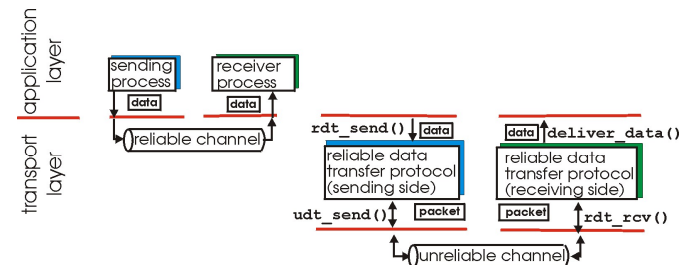 application
layer
transport
layer
sending
process
data
receiver
process
data
reliable channel
rdt_send()
data
reliable data
transfer protocol
(sending side)
udt_send()
packet
data
deliver_data()
reliable data
transfer protocol
(receiving side)
packet
rdt_rcv()
unreliable channel